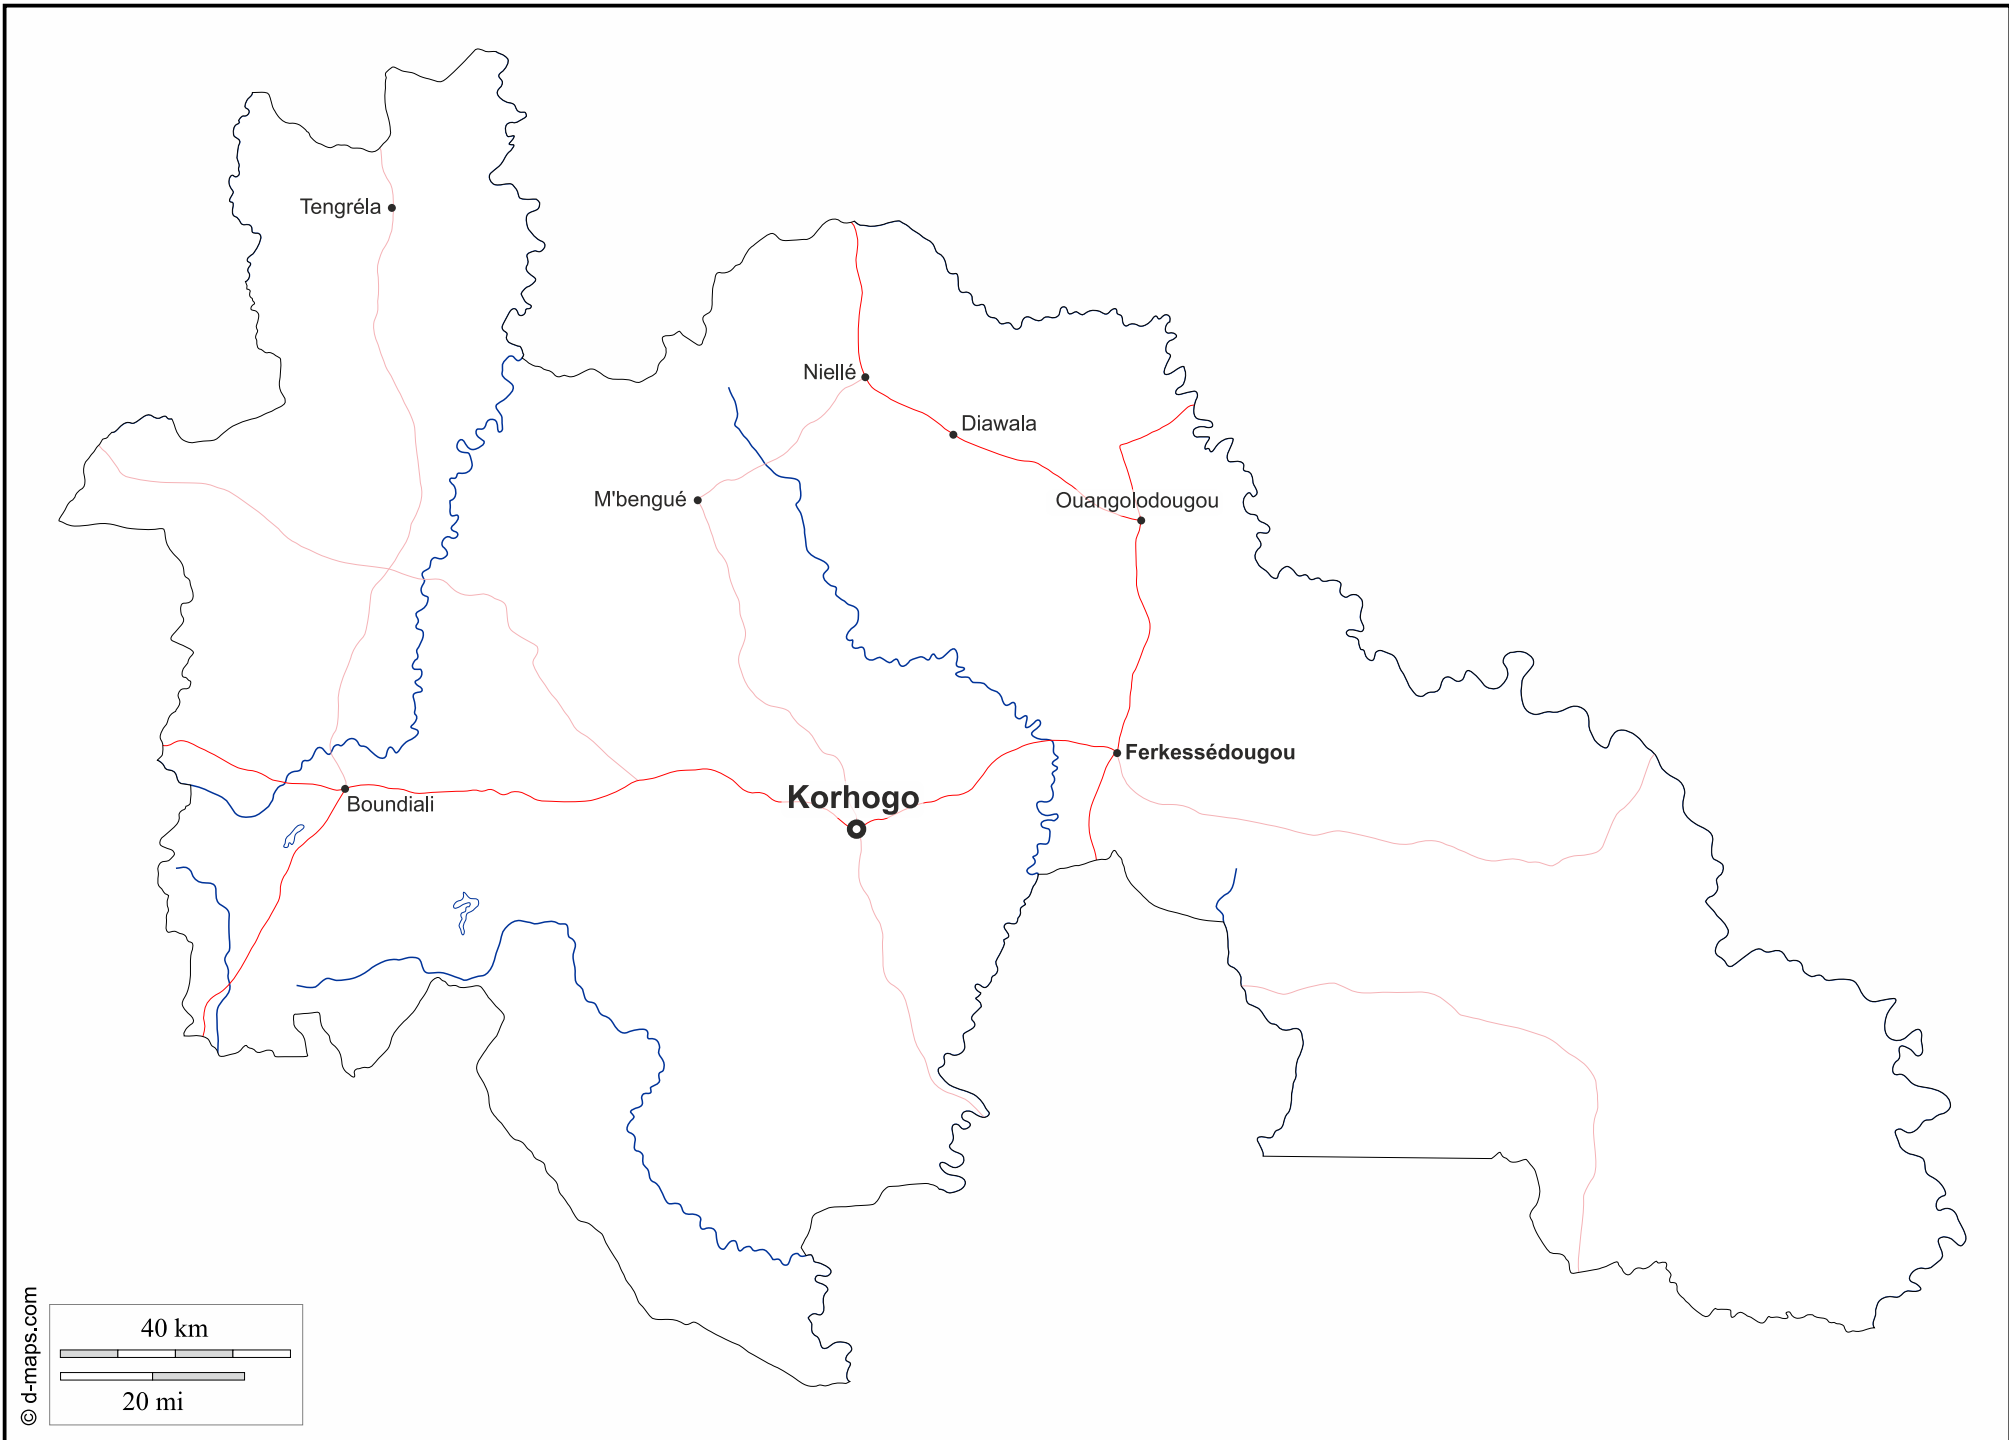 Tengréla
Niellé
Diawala
M'bengué
Ouangolodougou
Ferkessédougou
Korhogo
Boundiali
40 km
20 mi
© d-maps.com